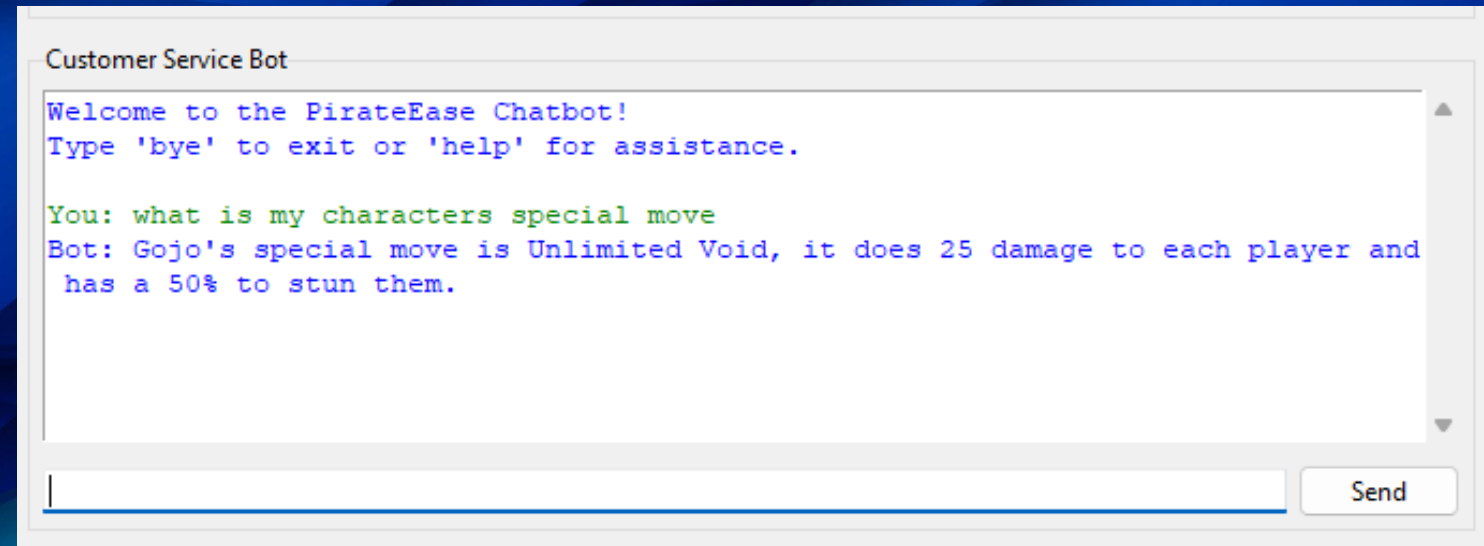 Customer Service Bot
Welcome to the PirateEase Chatbot!
Type 'bye' to exit or 'help' for assistance.
You: what is my characters special move
Bot: Gojo's special move is Unlimited Void, it does 25 damage to each player and
has a 50% to stun them.
Send